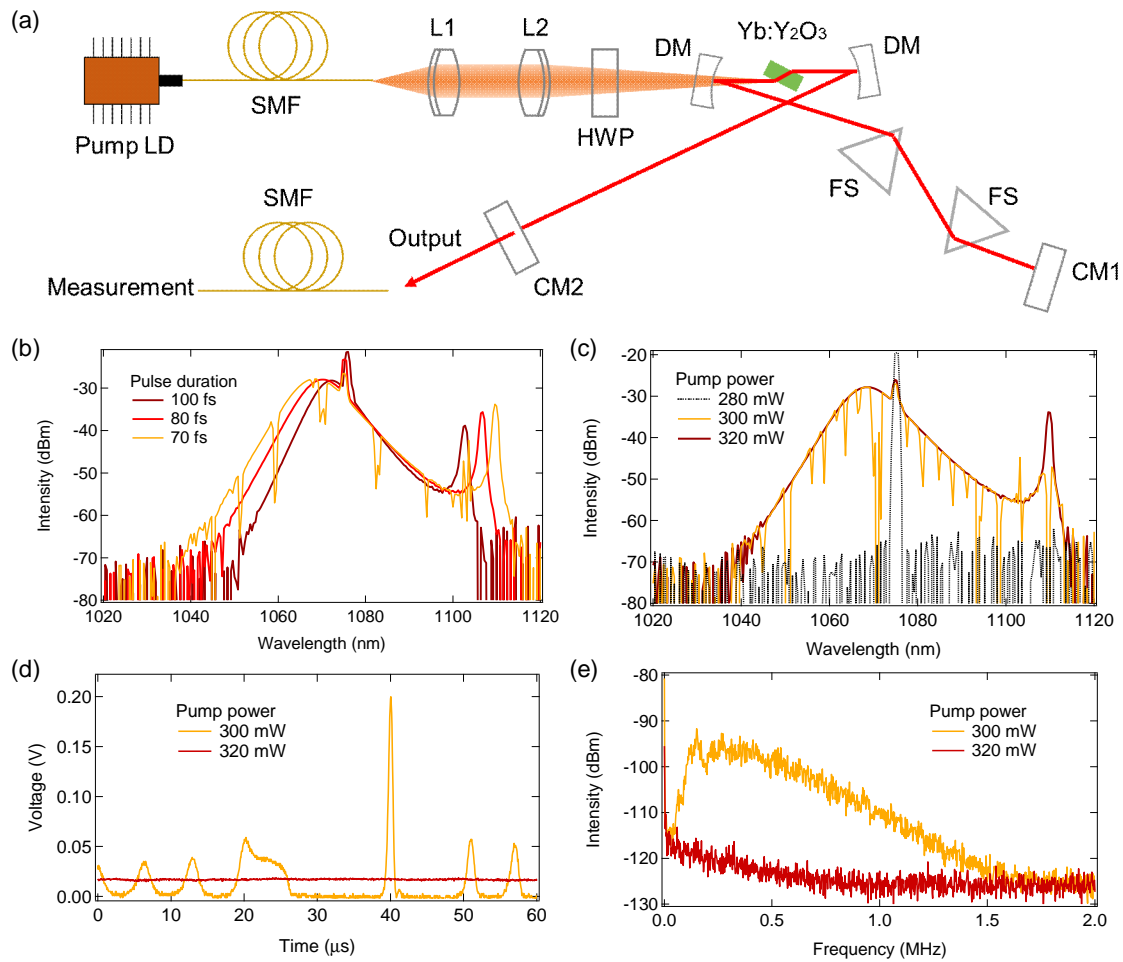 (a)
L1
L2
DM
Yb:Y₂O₃
DM
SMF
Pump LD
HWP
FS
FS
SMF
Output
CM1
Measurement
CM2
(b)
-30
-40
-50
-60
-70
-80
1020
1040
1060
1080
1100
1120
Intensity (dBm)
Wavelength (nm)
Pulse duration
100 fs
80 fs
70 fs
(c)
-20
-30
-40
-50
-60
-70
-80
1020
1040
1060
1080
1100
1120
Intensity (dBm)
Wavelength (nm)
Pump power
280 mW
300 mW
320 mW
(d)
0.20
0.15
0.10
0.05
0.00
0
10
20
30
40
50
60
Voltage (V)
Time (µs)
Pump power
300 mW
320 mW
(e)
-80
-90
-100
-110
-120
-130
0.0
0.5
1.0
1.5
2.0
Intensity (dBm)
Frequency (MHz)
Pump power
300 mW
320 mW